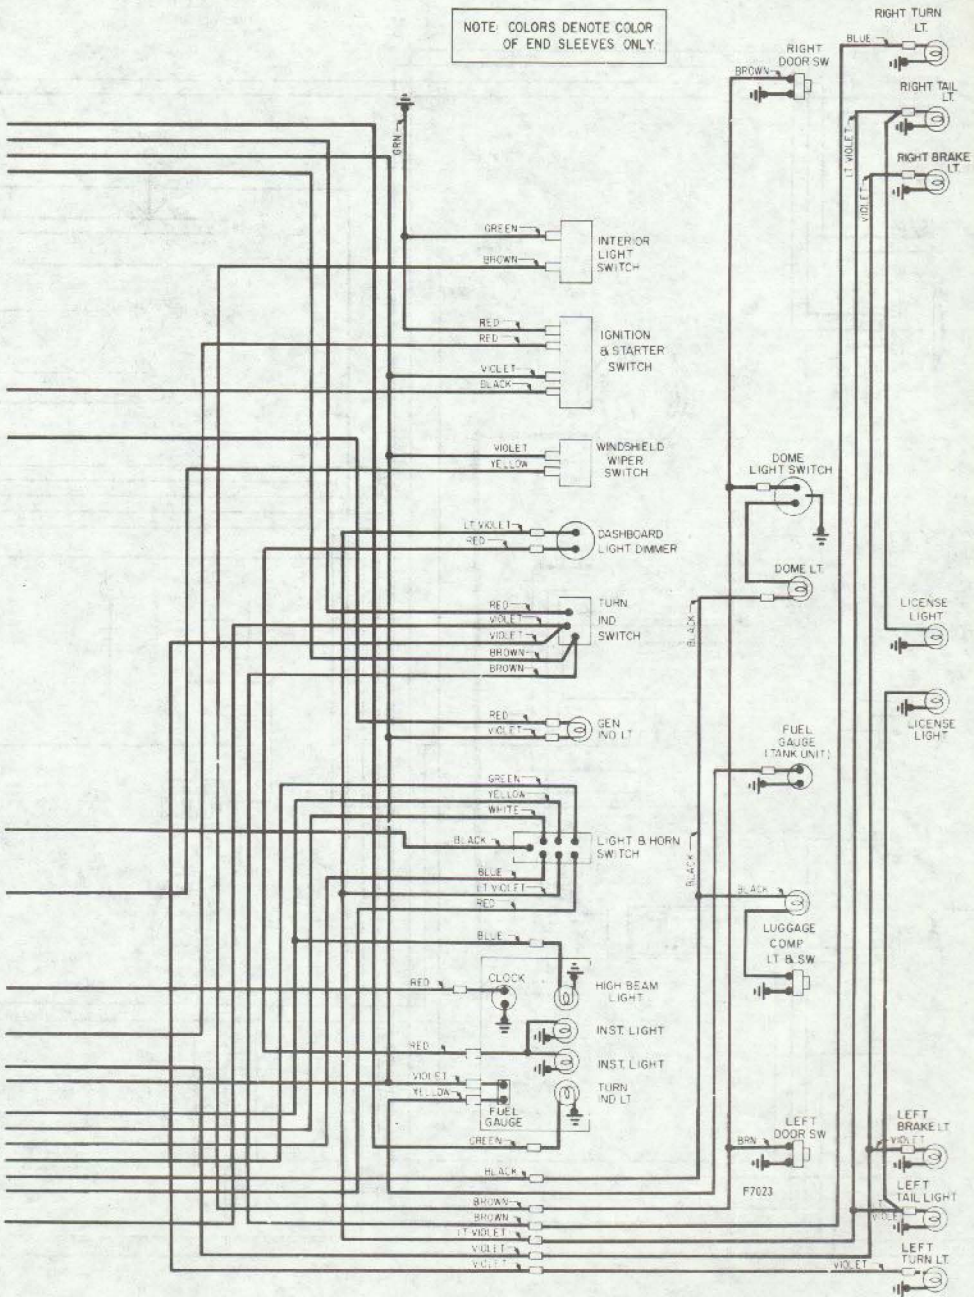 NOTE: COLORS DENOTE COLOR
OF END SLEEVES ONLY.
RIGHT TURN
LT.
BLUE
RIGHT
DOOR SW
BROWN
RIGHT TAIL
LT.
LT VIOLET
RIGHT BRAKE
LT.
VIOLET
GRN
GREEN
BROWN
INTERIOR
LIGHT
SWITCH
RED
RED
VIOLET
BLACK
IGNITION
& STARTER
SWITCH
VIOLET
YELLOW
WINDSHIELD
WIPER
SWITCH
DOME
LIGHT SWITCH
LT VIOLET
RED
DASHBOARD
LIGHT DIMMER
DOME LT.
BLACK
RED
VIOLET
VIOLET
BROWN
BROWN
TURN
IND
SWITCH
LICENSE
LIGHT
LICENSE
LIGHT
RED
VIOLET
GEN
IND LT
FUEL
GAUGE
(TANK UNIT)
GREEN
YELLOW
WHITE
BLACK
BLUE
LT VIOLET
RED
LIGHT & HORN
SWITCH
BLACK
BLACK
LUGGAGE
COMP
LT & SW
BLUE
RED
CLOCK
HIGH BEAM
LIGHT
INST. LIGHT
RED
INST. LIGHT
VIOLET
YELLOW
FUEL
GAUGE
TURN
IND LT
GREEN
LEFT
DOOR SW
BRN
LEFT
BRAKE LT
VIOLET
BLACK
F7023
LEFT
TAIL LIGHT
BROWN
BROWN
LT VIOLET
VIOLET
VIOLET
LEFT
TURN LT.
VIOLET